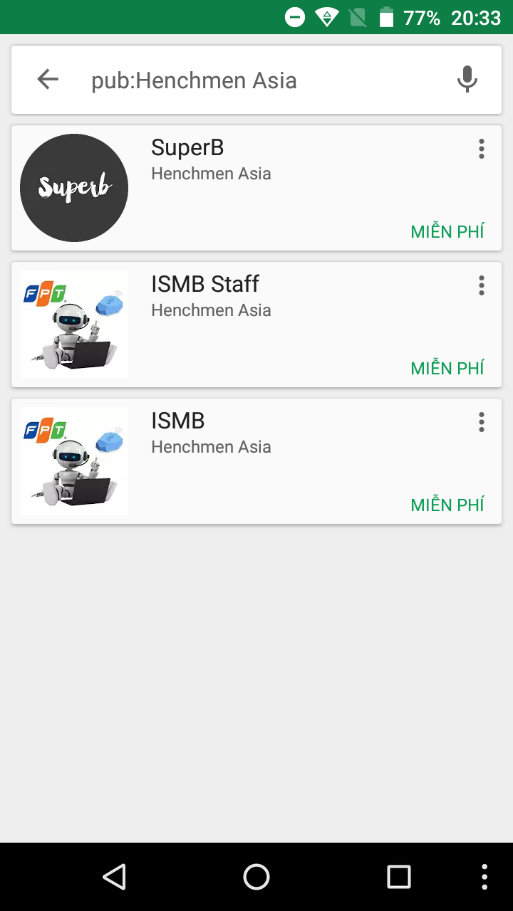 77% 20:33
pub:Henchmen Asia
Superb
SuperB
Henchmen Asia
MIỄN PHÍ
FPT
ISMB Staff
Henchmen Asia
MIỄN PHÍ
FPT
ISMB
Henchmen Asia
MIỄN PHÍ